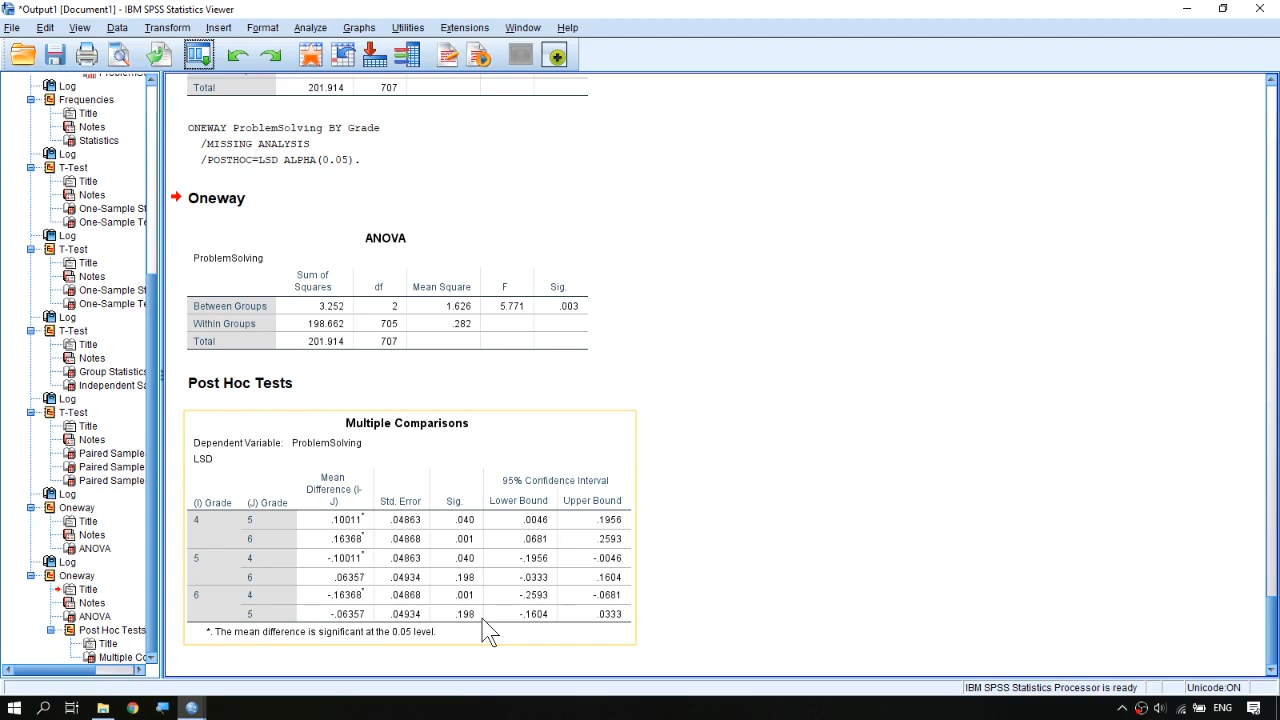 *Output1 [Document1] - IBM SPSS Statistics Viewer
File Edit View Data Transform Insert Format Analyze Graphs Utilities Extensions Window Help
Log
Frequencies
Title
Notes
Statistics
Log
T-Test
Title
Notes
One-Sample St
One-Sample Te
Log
T-Test
Title
Notes
One-Sample St
One-Sample Te
Log
T-Test
Title
Notes
Group Statistics
Independent Sa
Log
T-Test
Title
Notes
Paired Sample
Paired Sample
Paired Sample
Log
Oneway
Title
Notes
ANOVA
Log
Oneway
Title
Notes
ANOVA
Post Hoc Tests
Title
Multiple Co
Total 201.914 707
ONEWAY ProblemSolving BY Grade
/MISSING ANALYSIS
/POSTHOC=LSD ALPHA(0.05).
Oneway
ANOVA
ProblemSolving
Sum of Squares df Mean Square F Sig.
Between Groups 3.252 2 1.626 5.771 .003
Within Groups 198.662 705 .282
Total 201.914 707
Post Hoc Tests
Multiple Comparisons
Dependent Variable: ProblemSolving
LSD
(I) Grade (J) Grade Mean Difference (I-J) Std. Error Sig. 95% Confidence Interval
Lower Bound Upper Bound
4 5 .10011* .04863 .040 .0046 .1956
6 .16368* .04868 .001 .0681 .2593
5 4 -.10011* .04863 .040 -.1956 -.0046
6 .06357 .04934 .198 -.0333 .1604
6 4 -.16368* .04868 .001 -.2593 -.0681
5 -.06357 .04934 .198 -.1604 .0333
*. The mean difference is significant at the 0.05 level.
IBM SPSS Statistics Processor is ready Unicode:ON
ENG